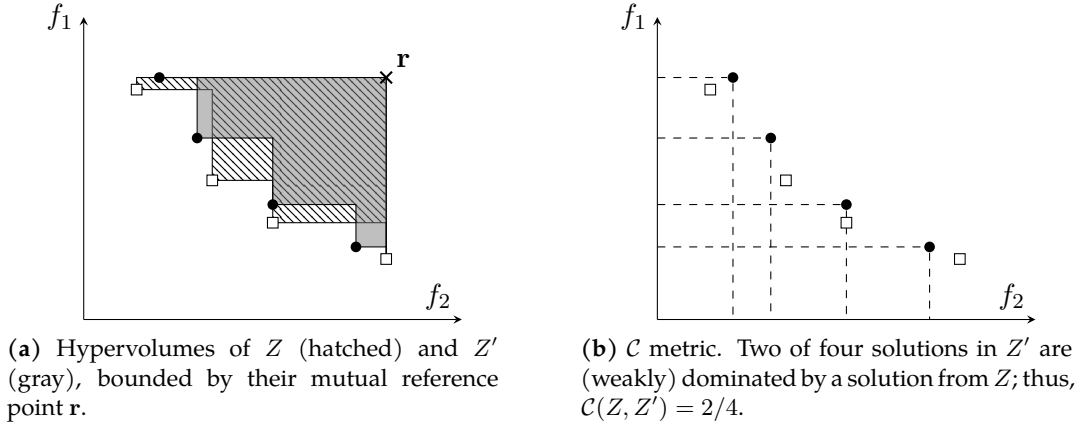 f₁
r
f₂
(a) Hypervolumes of Z (hatched) and Z′
(gray), bounded by their mutual reference
point r.
f₁
f₂
(b) 𝒞 metric. Two of four solutions in Z′ are
(weakly) dominated by a solution from Z; thus,
𝒞(Z, Z′) = 2/4.